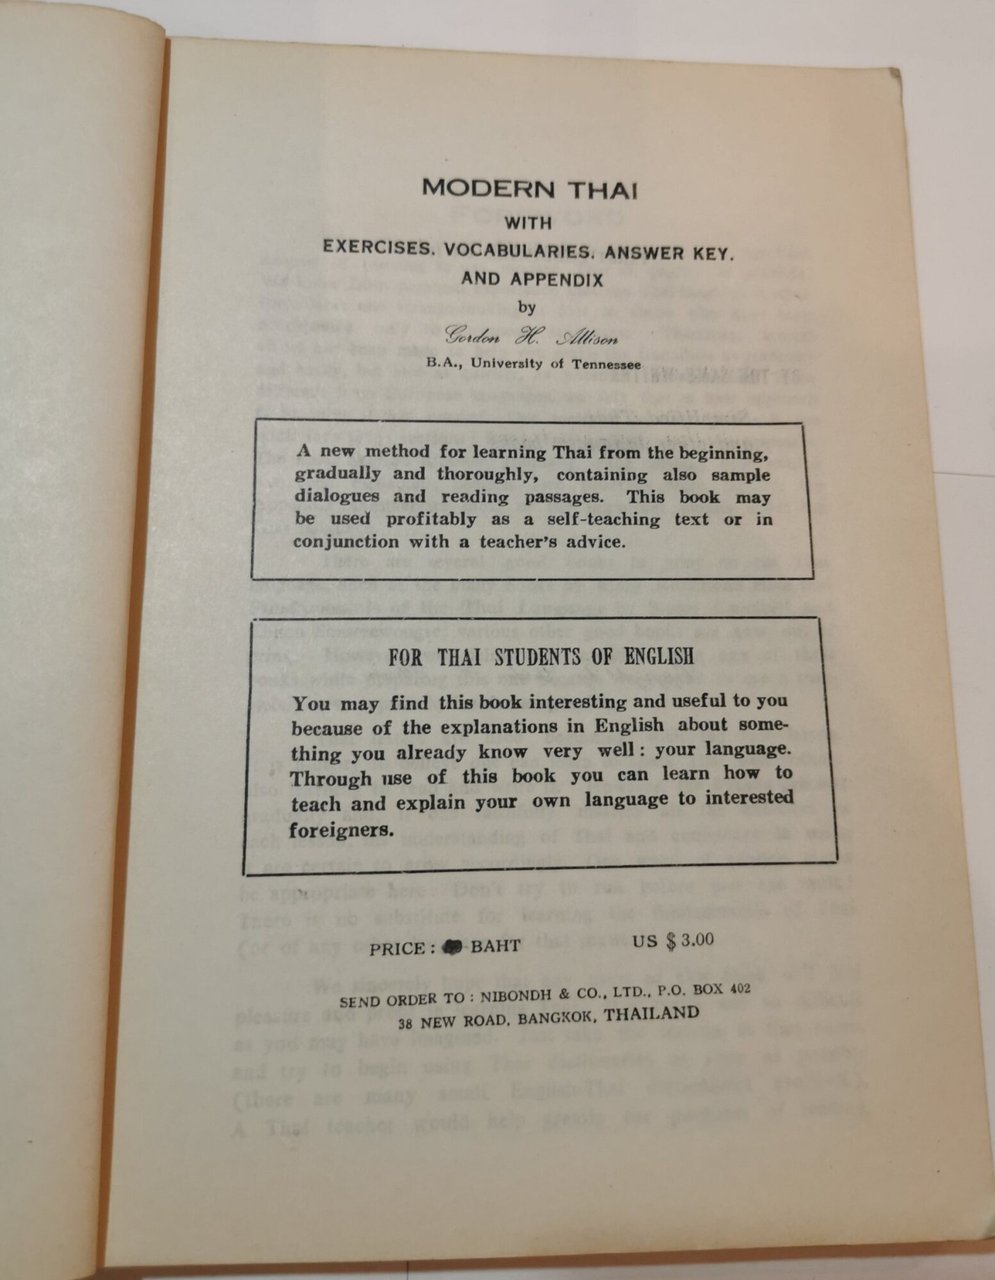 MODERN THAI
WITH
EXERCISES, VOCABULARIES, ANSWER KEY,
AND APPENDIX
by
Gordon H. Allison
B.A., University of Tennessee
A new method for learning Thai from the beginning,
gradually and thoroughly, containing also sample
dialogues and reading passages. This book may
be used profitably as a self-teaching text or in
conjunction with a teacher's advice.
FOR THAI STUDENTS OF ENGLISH
You may find this book interesting and useful to you
because of the explanations in English about some-
thing you already know very well : your language.
Through use of this book you can learn how to
teach and explain your own language to interested
foreigners.
PRICE : BAHT US $ 3.00
SEND ORDER TO : NIBONDH & CO., LTD., P.O. BOX 402
38 NEW ROAD, BANGKOK, THAILAND